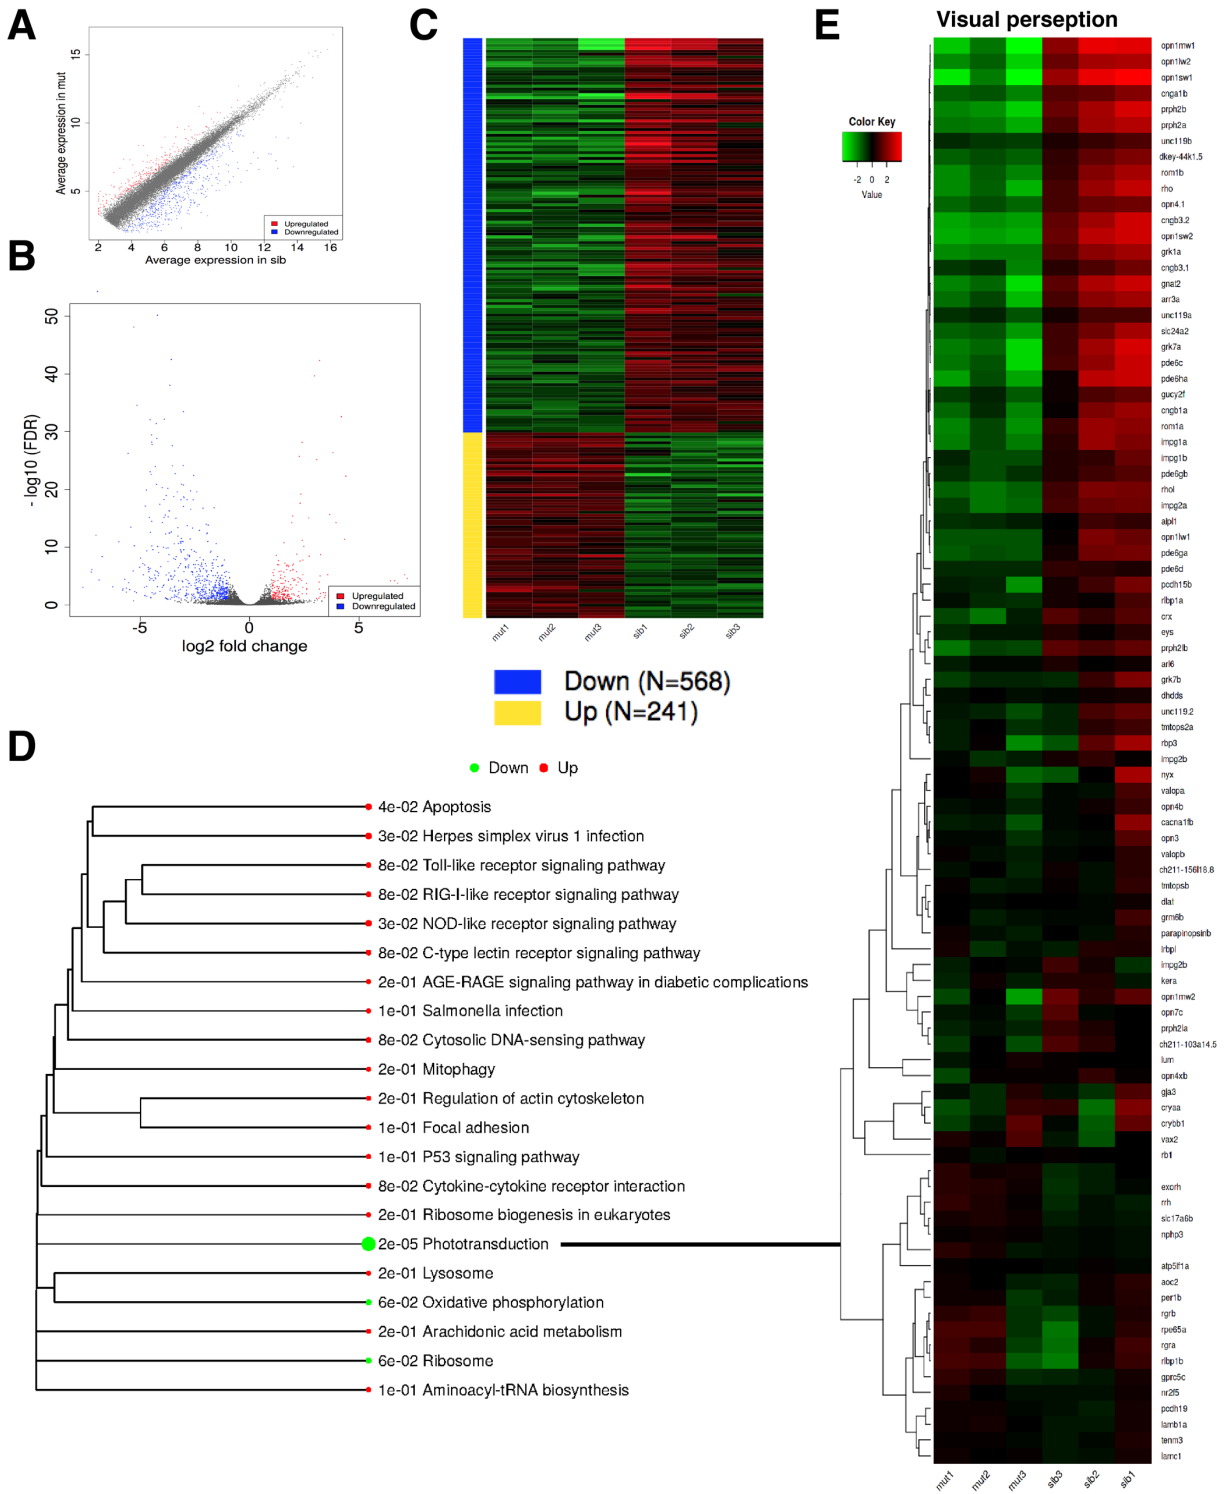 A
Average expression in mut
15
10
5
2 4 6 8 10 12 14 16
Average expression in sib
Upregulated
Downregulated
B
- log10 (FDR)
50
40
30
20
10
0
-5 0 5
log2 fold change
Upregulated
Downregulated
C
mut1 mut2 mut3 sib1 sib2 sib3
Down (N=568)
Up (N=241)
D
Down Up
4e-02 Apoptosis
3e-02 Herpes simplex virus 1 infection
8e-02 Toll-like receptor signaling pathway
8e-02 RIG-I-like receptor signaling pathway
3e-02 NOD-like receptor signaling pathway
8e-02 C-type lectin receptor signaling pathway
2e-01 AGE-RAGE signaling pathway in diabetic complications
1e-01 Salmonella infection
8e-02 Cytosolic DNA-sensing pathway
2e-01 Mitophagy
2e-01 Regulation of actin cytoskeleton
1e-01 Focal adhesion
1e-01 P53 signaling pathway
8e-02 Cytokine-cytokine receptor interaction
2e-01 Ribosome biogenesis in eukaryotes
2e-05 Phototransduction
2e-01 Lysosome
6e-02 Oxidative phosphorylation
2e-01 Arachidonic acid metabolism
6e-02 Ribosome
1e-01 Aminoacyl-tRNA biosynthesis
E
Visual perseption
Color Key
-2 0 2
Value
opn1mw1
opn1lw2
opn1sw1
cnga1b
prph2b
prph2a
unc119b
dkey-44k1.5
rom1b
rho
opn4.1
cngb3.2
opn1sw2
grk1a
cngb3.1
gnat2
arr3a
unc119a
slc24a2
grk7a
pde6c
pde6ha
gucy2f
cngb1a
rom1a
impg1a
impg1b
pde6gb
rhol
impg2a
aipl1
opn1lw1
pde6ga
pde6d
pcdh15b
rlbp1a
crx
eys
prph2lb
arl6
grk7b
dhdds
unc119.2
tmtops2a
rbp3
impg2b
nyx
valopa
opn4b
cacna1fb
opn3
valopb
ch211-156l18.8
tmtopsb
dlat
grm6b
parapinopsinb
irbpl
impg2b
kera
opn1mw2
opn7c
prph2la
ch211-103a14.5
lum
opn4xb
gja3
cryaa
crybb1
vax2
rb1
exorh
rrh
slc17a6b
nphp3
atp5if1a
aoc2
per1b
rgrb
rpe65a
rgra
rlbp1b
gprc5c
nr2f5
pcdh19
lamb1a
tenm3
lamc1
mut1 mut2 mut3 sib3 sib2 sib1